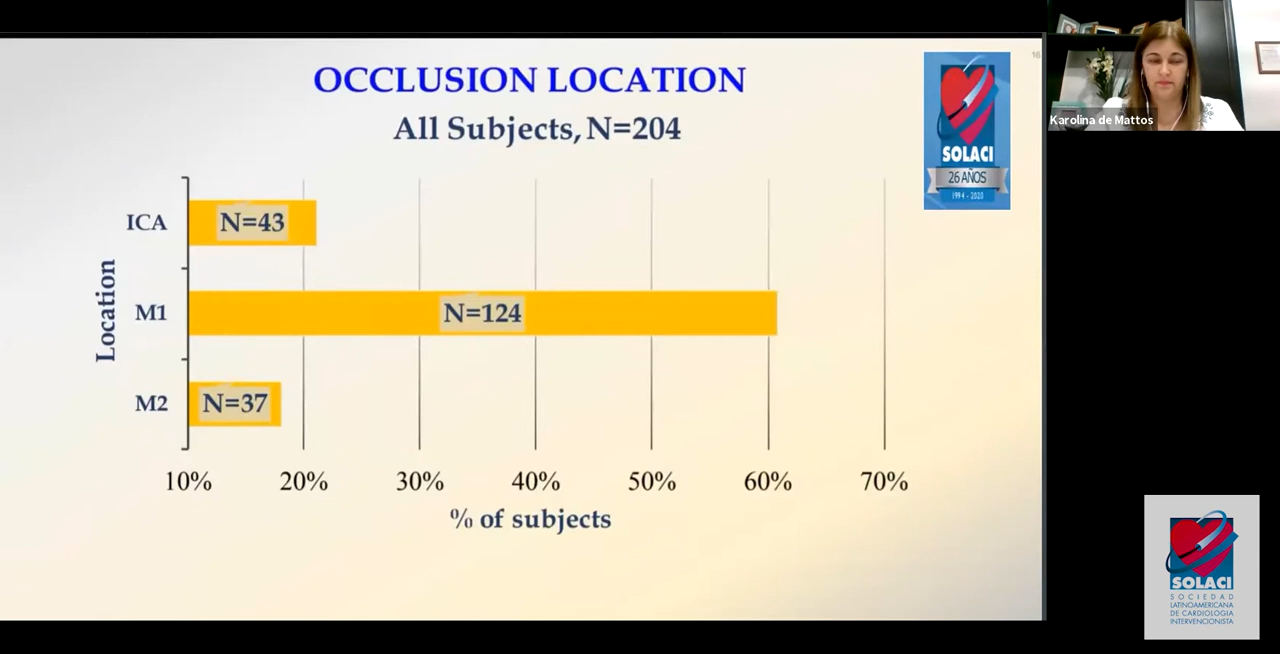 OCCLUSION LOCATION
All Subjects, N=204
Location
ICA
N=43
M1
N=124
M2
N=37
10% 20% 30% 40% 50% 60% 70%
% of subjects
SOLACI
26 AÑOS
1994 - 2020
16
Karolina de Mattos
SOLACI
SOCIEDAD
LATINOAMERICANA
DE CARDIOLOGIA
INTERVENCIONISTA